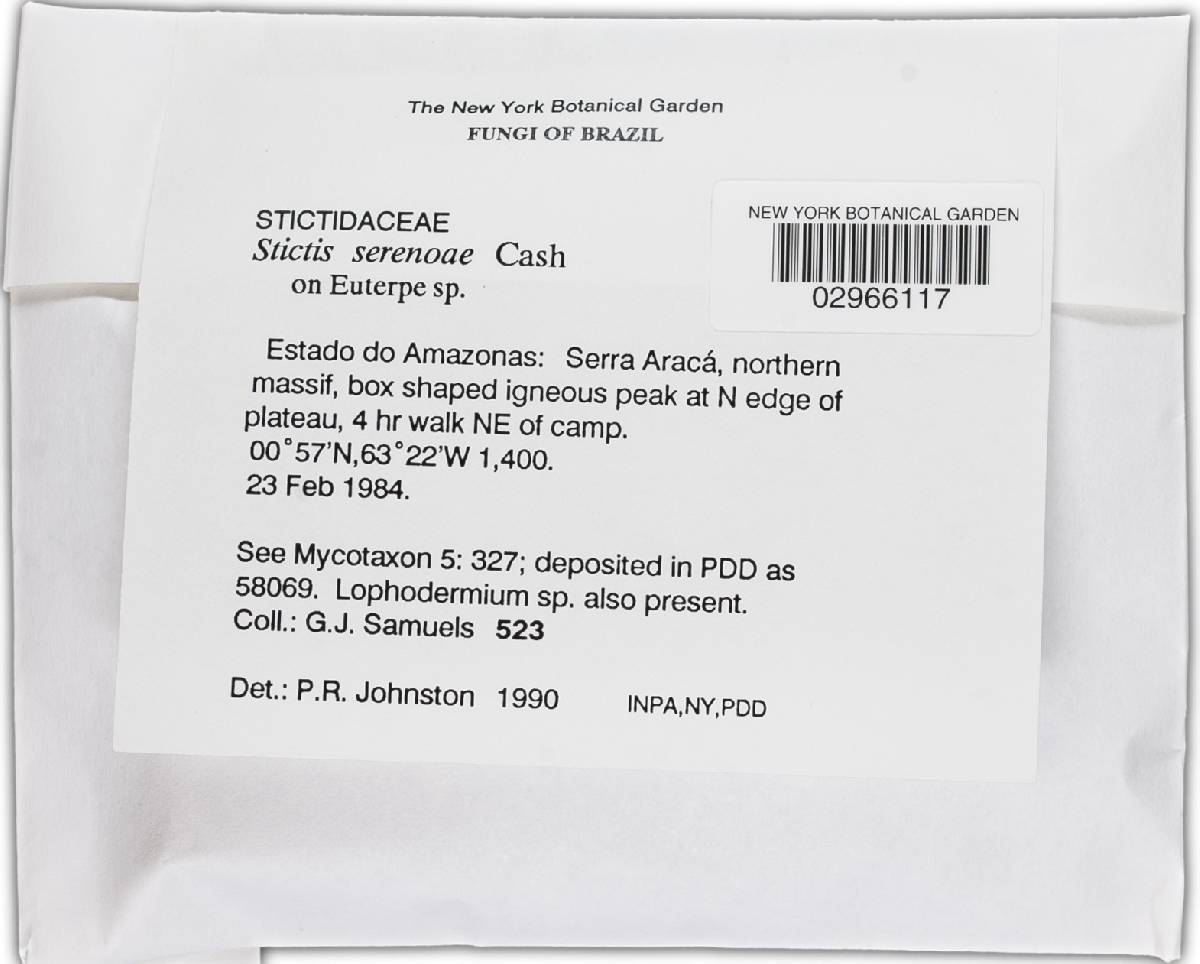 The New York Botanical Garden
FUNGI OF BRAZIL
NEW YORK BOTANICAL GARDEN
02966117
STICTIDACEAE
Stictis serenoae Cash
on Euterpe sp.
Estado do Amazonas: Serra Aracá, northern
massif, box shaped igneous peak at N edge of
plateau, 4 hr walk NE of camp.
00°57'N,63°22'W 1,400.
23 Feb 1984.
See Mycotaxon 5: 327; deposited in PDD as
58069. Lophodermium sp. also present.
Coll.: G.J. Samuels 523
Det.: P.R. Johnston 1990 INPA,NY,PDD